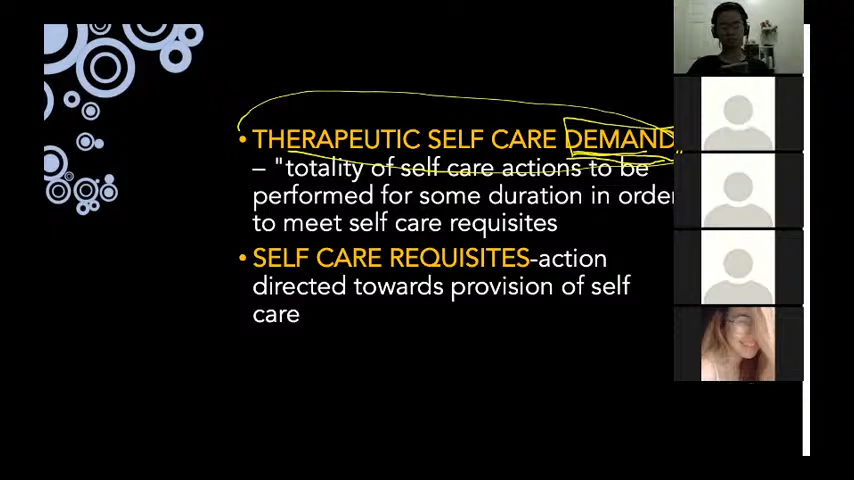 • THERAPEUTIC SELF CARE DEMAND
– "totality of self care actions to be
performed for some duration in order
to meet self care requisites
• SELF CARE REQUISITES-action
directed towards provision of self
care